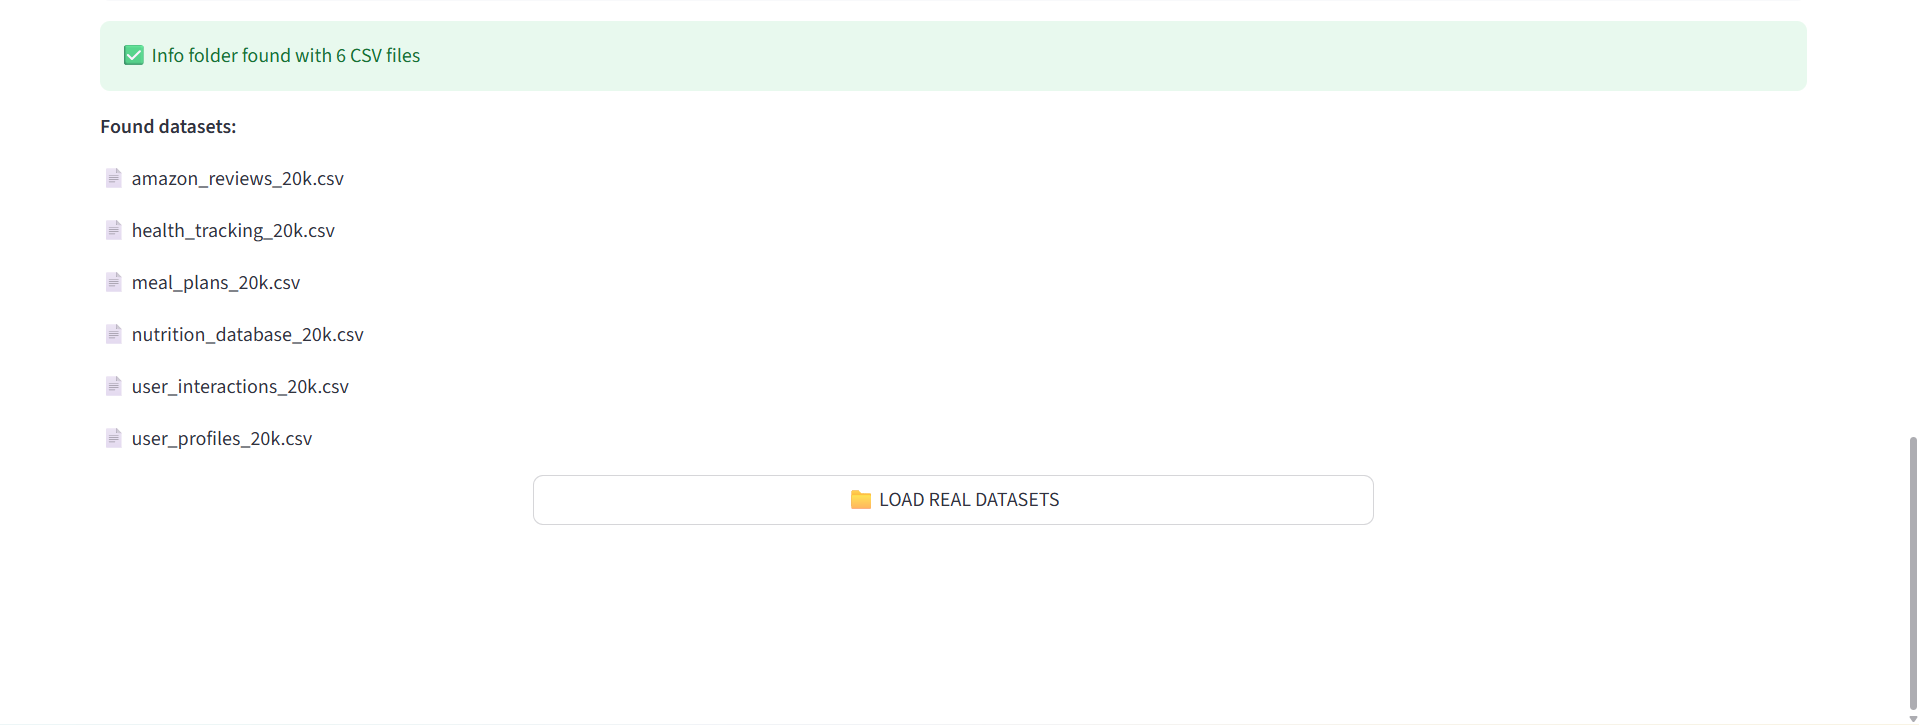 ✅ Info folder found with 6 CSV files
Found datasets:
📄 amazon_reviews_20k.csv
📄 health_tracking_20k.csv
📄 meal_plans_20k.csv
📄 nutrition_database_20k.csv
📄 user_interactions_20k.csv
📄 user_profiles_20k.csv
📁 LOAD REAL DATASETS